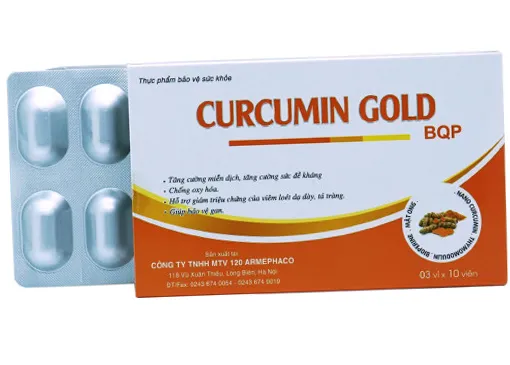 Thực phẩm bảo vệ sức khỏe
CURCUMIN GOLD
BQP
• Tăng cường miễn dịch, tăng cường sức đề kháng
• Chống oxy hóa.
• Hỗ trợ giảm triệu chứng của viêm loét dạ dày, tá tràng.
• Giúp bảo vệ gan.
NANO CURCUMIN, THYMOMODULIN, BIOPERINE, MẬT ONG
Sản xuất tại
CÔNG TY TNHH MTV 120 ARMEPHACO
118 Vũ Xuân Thiều, Long Biên, Hà Nội
ĐT-Fax: 0243 674 0054 - 0243 674 0010
03 vỉ x 10 viên